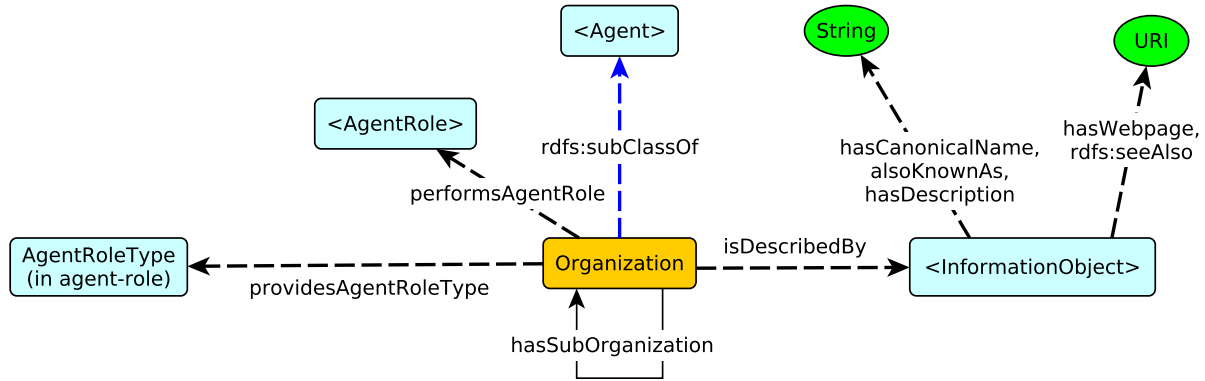 <Agent>
String
URI
<AgentRole>
hasWebpage,
rdfs:seeAlso
rdfs:subClassOf
hasCanonicalName,
alsoKnownAs,
hasDescription
performsAgentRole
AgentRoleType
(in agent-role)
Organization
isDescribedBy
<InformationObject>
providesAgentRoleType
hasSubOrganization